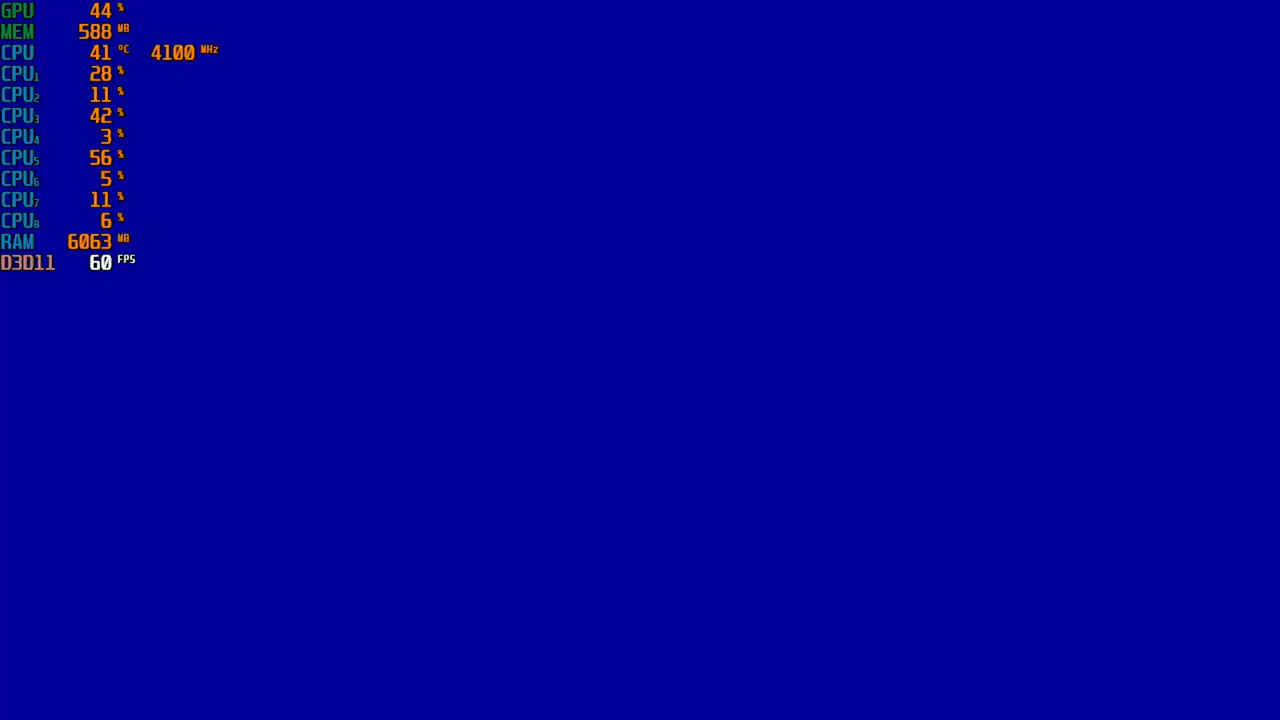 GPU 44 %
MEM 588 MB
CPU 41 °C 4100 MHz
CPU1 28 %
CPU2 11 %
CPU3 42 %
CPU4 3 %
CPU5 56 %
CPU6 5 %
CPU7 11 %
CPU8 6 %
RAM 6063 MB
D3D11 60 FPS